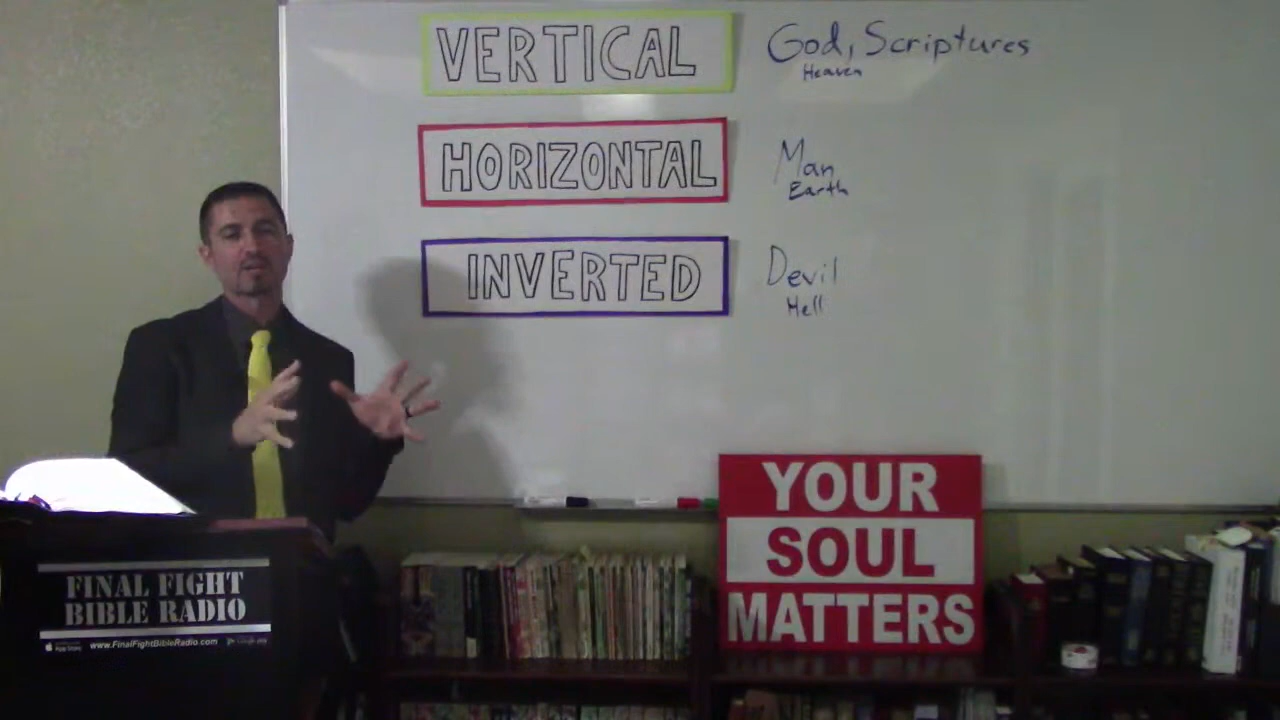 VERTICAL
God, Scriptures
Heaven
HORIZONTAL
Man
Earth
INVERTED
Devil
Hell
YOUR
SOUL
MATTERS
FINAL FIGHT
BIBLE RADIO
www.FinalFightBibleRadio.com